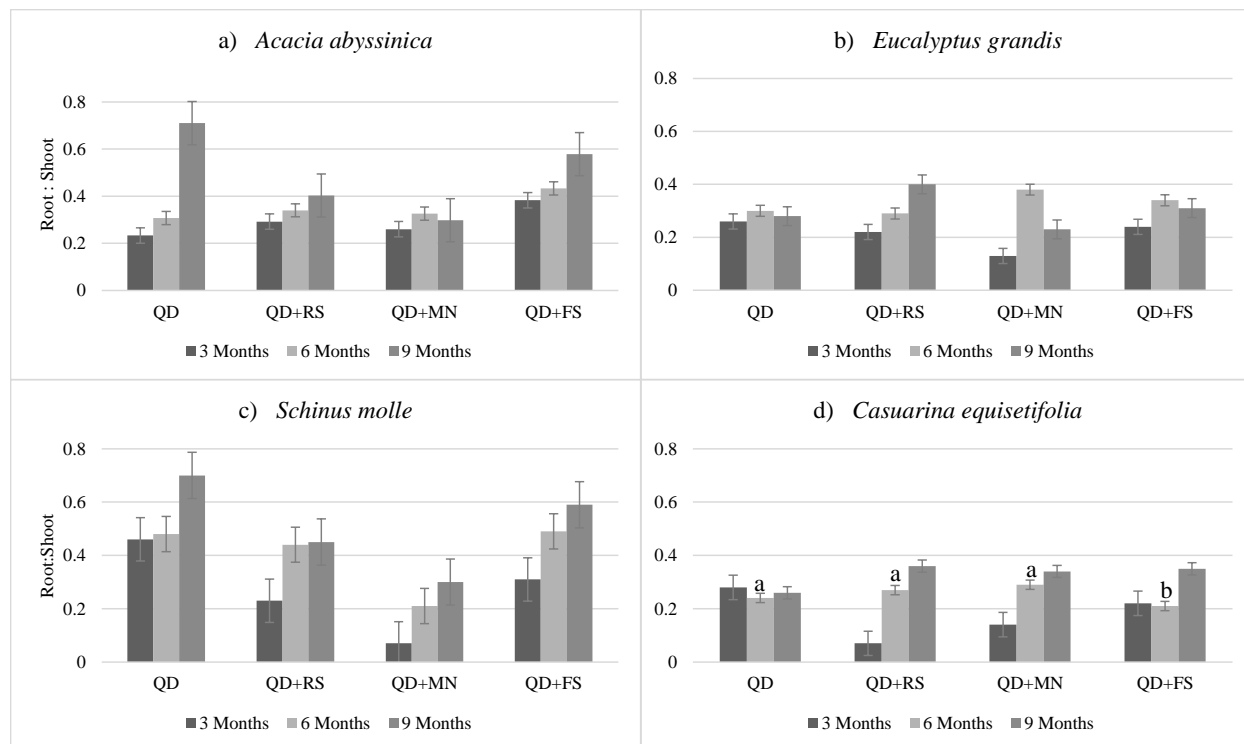 a) Acacia abyssinica
Root : Shoot
0.8
0.6
0.4
0.2
0
QD QD+RS QD+MN QD+FS
3 Months 6 Months 9 Months
b) Eucalyptus grandis
0.8
0.6
0.4
0.2
0
QD QD+RS QD+MN QD+FS
3 Months 6 Months 9 Months
c) Schinus molle
Root:Shoot
0.8
0.6
0.4
0.2
0
QD QD+RS QD+MN QD+FS
3 Months 6 Months 9 Months
d) Casuarina equisetifolia
0.8
0.6
0.4
0.2
0
a a a b
QD QD+RS QD+MN QD+FS
3 Months 6 Months 9 Months